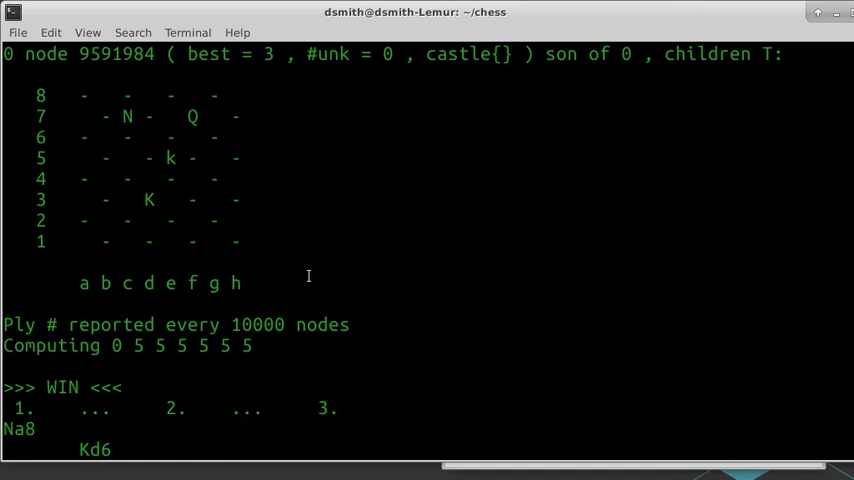 dsmith@dsmith-Lemur: ~/chess
File Edit View Search Terminal Help
0 node 9591984 ( best = 3 , #unk = 0 , castle{} ) son of 0 , children T:
8 - - - -
7 - N - Q -
6 - - - -
5 - - k - -
4 - - - -
3 - K - -
2 - - - -
1 - - - -
a b c d e f g h
Ply # reported every 10000 nodes
Computing 0 5 5 5 5 5 5
>>> WIN <<<
1. ... 2. ... 3.
Na8
Kd6